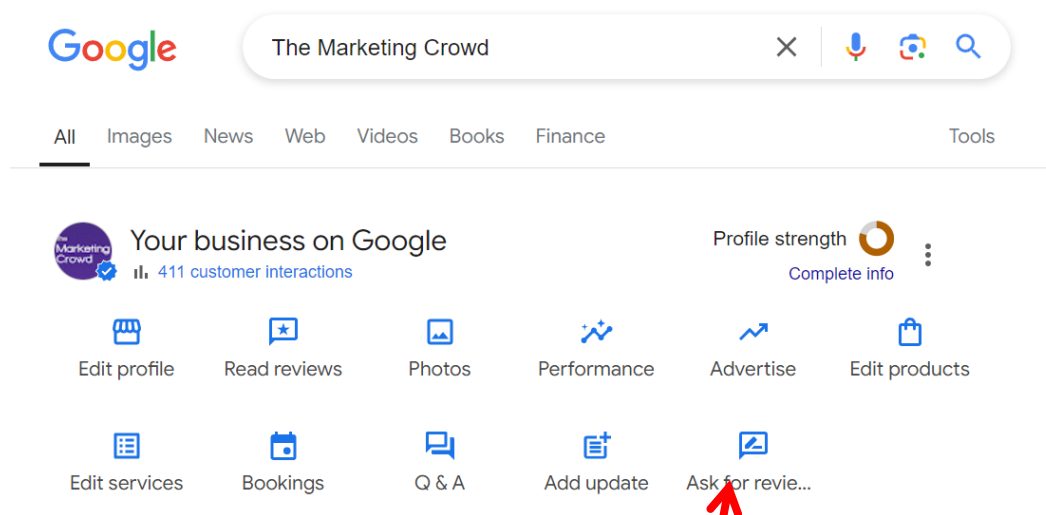 Google The Marketing Crowd
All Images News Web Videos Books Finance Tools
The
Marketing
Crowd
Your business on Google
411 customer interactions
Profile strength
Complete info
Edit profile Read reviews Photos Performance Advertise Edit products
Edit services Bookings Q & A Add update Ask for revie...